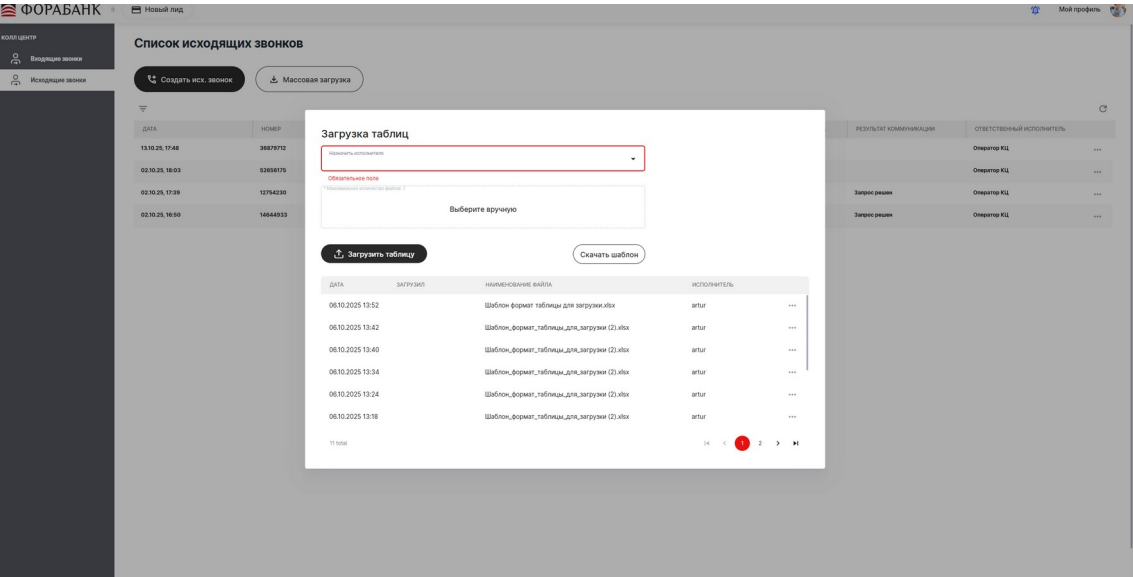 ФОРАБАНК
Новый лид
Мой профиль
КОЛЛ ЦЕНТР
Входящие звонки
Исходящие звонки
Список исходящих звонков
Создать исх. звонок
Массовая загрузка
ДАТА НОМЕР РЕЗУЛЬТАТ КОММУНИКАЦИИ ОТВЕТСТВЕННЫЙ ИСПОЛНИТЕЛЬ
13.10.25, 17:48 36879712 Оператор КЦ
02.10.25, 18:03 52656175 Оператор КЦ
02.10.25, 17:39 12754230 Запрос решен Оператор КЦ
02.10.25, 16:50 14644933 Запрос решен Оператор КЦ
Загрузка таблиц
Назначить исполнителя
Обязательное поле
* Максимальное количество файлов: 1
Выберите вручную
Загрузить таблицу
Скачать шаблон
ДАТА ЗАГРУЗИЛ НАИМЕНОВАНИЕ ФАЙЛА ИСПОЛНИТЕЛЬ
06.10.2025 13:52 Шаблон формат таблицы для загрузки.xlsx artur
06.10.2025 13:42 Шаблон_формат_таблицы_для_загрузки (2).xlsx artur
06.10.2025 13:40 Шаблон_формат_таблицы_для_загрузки (2).xlsx artur
06.10.2025 13:34 Шаблон_формат_таблицы_для_загрузки (2).xlsx artur
06.10.2025 13:24 Шаблон_формат_таблицы_для_загрузки (2).xlsx artur
06.10.2025 13:18 Шаблон_формат_таблицы_для_загрузки (2).xlsx artur
11 total
1 2